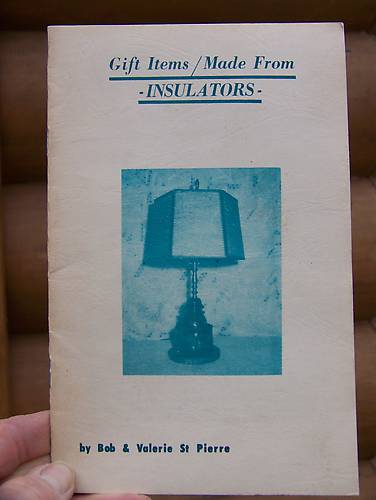 Gift Items/Made From
-INSULATORS-
by Bob & Valerie St Pierre